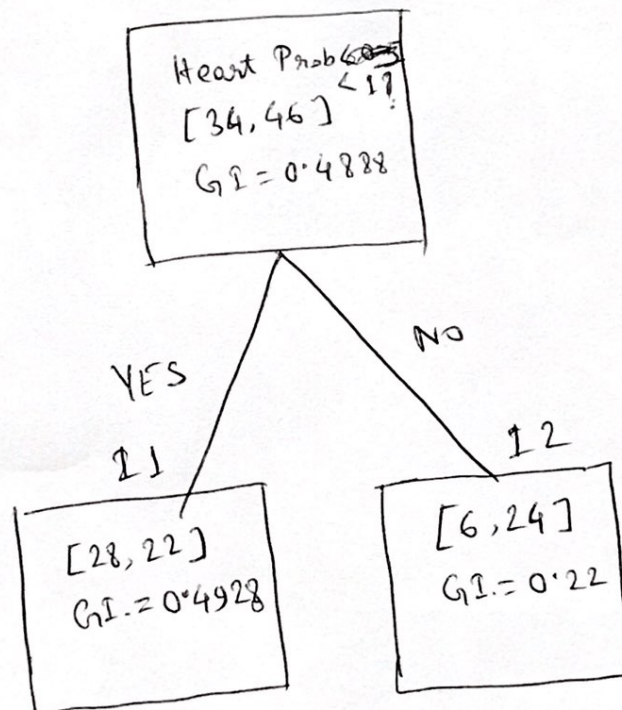 Heart Prob
< 1?
[34, 46]
GI = 0.4888
YES
NO
I1
I2
[28, 22]
GI. = 0.4928
[6, 24]
GI. = 0.22